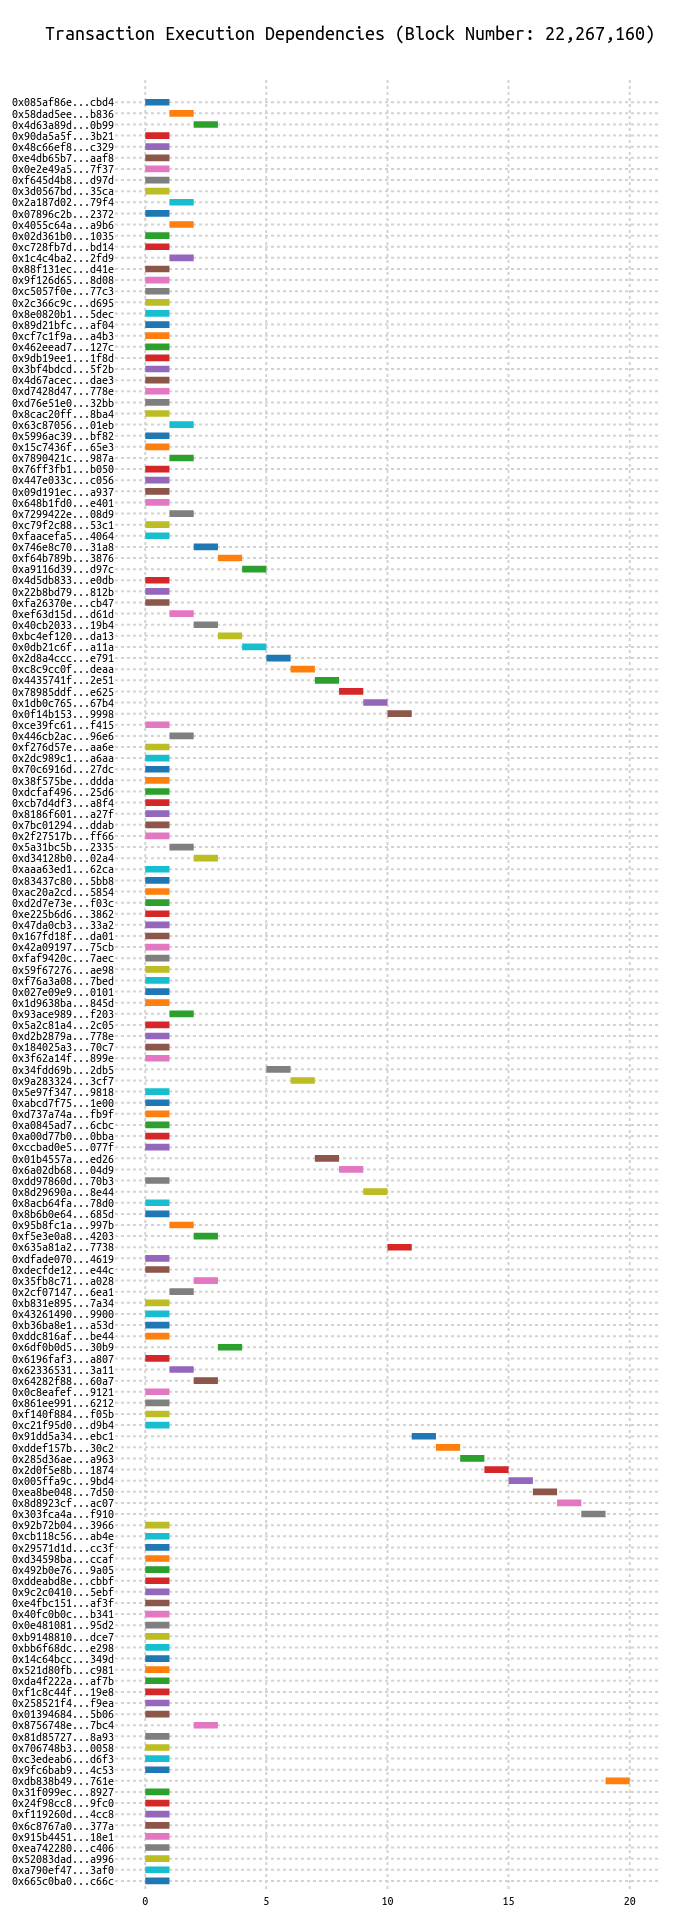 Transaction Execution Dependencies (Block Number: 22,267,160)
0x085af86e...cbd4
0x58dad5ee...b836
0x4d63a89d...0b99
0x90da5a5f...3b21
0x48c66ef8...c329
0xe4db65b7...aaf8
0x0e2e49a5...7f37
0xf645d4b8...d97d
0x3d0567bd...35ca
0x2a187d02...79f4
0x07896c2b...2372
0x4055c64a...a9b6
0x02d361b0...1035
0xc728fb7d...bd14
0x1c4c4ba2...2fd9
0x88f131ec...d41e
0x9f126d65...8d08
0xc5057f0e...77c3
0x2c366c9c...d695
0x8e0820b1...5dec
0x89d21bfc...af04
0xcf7c1f9a...a4b3
0x462eead7...127c
0x9db19ee1...1f8d
0x3bf4bdcd...5f2b
0x4d67acec...dae3
0xd7428d47...778e
0xd76e51e0...32bb
0x8cac20ff...8ba4
0x63c87056...01eb
0x5996ac39...bf82
0x15c7436f...65e3
0x7890421c...987a
0x76ff3fb1...b050
0x447e033c...c056
0x09d191ec...a937
0x648b1fd0...e401
0x7299422e...08d9
0xc79f2c88...53c1
0xfaacefa5...4064
0x746e8c70...31a8
0xf64b789b...3876
0xa9116d39...d97c
0x4d5db833...e0db
0x22b8bd79...812b
0xfa26370e...cb47
0xef63d15d...d61d
0x40cb2033...19b4
0xbc4ef120...da13
0x0db21c6f...a11a
0x2d8a4ccc...e791
0xc8c9cc0f...deaa
0x4435741f...2e51
0x78985ddf...e625
0x1db0c765...67b4
0x0f14b153...9998
0xce39fc61...f415
0x446cb2ac...96e6
0xf276d57e...aa6e
0x2dc989c1...a6aa
0x70c6916d...27dc
0x38f575be...ddda
0xdcfaf496...25d6
0xcb7d4df3...a8f4
0x8186f601...a27f
0x7bc01294...ddab
0x2f27517b...ff66
0x5a31bc5b...2335
0xd34128b0...02a4
0xaaa63ed1...62ca
0x83437c80...5bb8
0xac20a2cd...5854
0xd2d7e73e...f03c
0xe225b6d6...3862
0x47da0cb3...33a2
0x167fd18f...da01
0x42a09197...75cb
0xfaf9420c...7aec
0x59f67276...ae98
0xf76a3a08...7bed
0x027e09e9...0101
0x1d9638ba...845d
0x93ace989...f203
0x5a2c81a4...2c05
0xd2b2879a...778e
0x184025a3...70c7
0x3f62a14f...899e
0x34fdd69b...2db5
0x9a283324...3cf7
0x5e97f347...9818
0xabcd7f75...1e00
0xd737a74a...fb9f
0xa0845ad7...6cbc
0xa00d77b0...0bba
0xccbad0e5...077f
0x01b4557a...ed26
0x6a02db68...04d9
0xdd97860d...70b3
0x8d29690a...8e44
0x8acb64fa...78d0
0x8b6b0e64...685d
0x95b8fc1a...997b
0xf5e3e0a8...4203
0x635a81a2...7738
0xdfade070...4619
0xdecfde12...e44c
0x35fb8c71...a028
0x2cf07147...6ea1
0xb831e895...7a34
0x43261490...9900
0xb36ba8e1...a53d
0xddc816af...be44
0x6df0b0d5...30b9
0x6196faf3...a807
0x62336531...3a11
0x64282f88...60a7
0x0c8eafef...9121
0x861ee991...6212
0xf140f884...f05b
0xc21f95d0...d9b4
0x91dd5a34...ebc1
0xddef157b...30c2
0x285d36ae...a963
0x2d0f5e8b...1874
0x005ffa9c...9bd4
0xea8be048...7d50
0x8d8923cf...ac07
0x303fca4a...f910
0x92b72b04...3966
0xcb118c56...ab4e
0x29571d1d...cc3f
0xd34598ba...ccaf
0x492b0e76...9a05
0xddeabd8e...cbbf
0x9c2c0410...5ebf
0xe4fbc151...af3f
0x40fc0b0c...b341
0x0e481081...95d2
0xb9148810...dce7
0xbb6f68dc...e298
0x14c64bcc...349d
0x521d80fb...c981
0xda4f222a...af7b
0xf1c8c44f...19e8
0x258521f4...f9ea
0x01394684...5b06
0x8756748e...7bc4
0x81d85727...8a93
0x706748b3...0058
0xc3edeab6...d6f3
0x9fc6bab9...4c53
0xdb838b49...761e
0x31f099ec...8927
0x24f98cc8...9fc0
0xf119260d...4cc8
0x6c8767a0...377a
0x915b4451...18e1
0xea742280...c406
0x52083dad...a996
0xa790ef47...3af0
0x665c0ba0...c66c
0 5 10 15 20